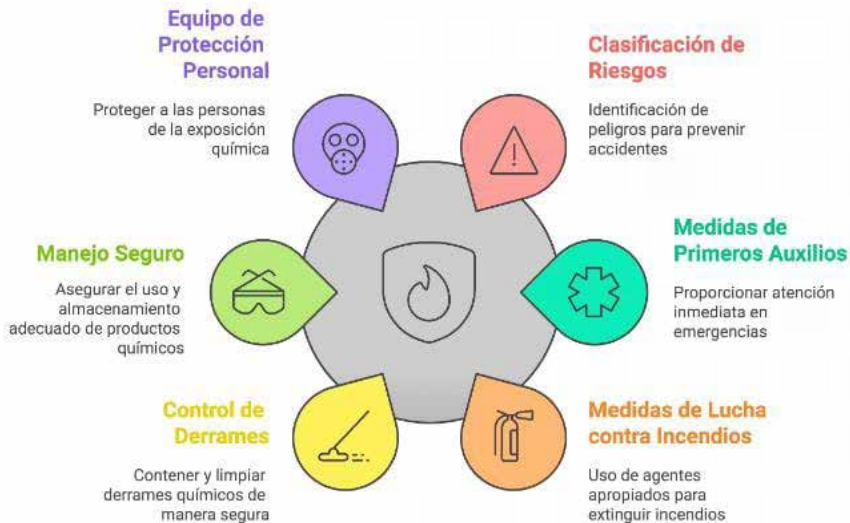 Equipo de
Protección
Personal
Proteger a las personas
de la exposición
química
Clasificación de
Riesgos
Identificación de
peligros para prevenir
accidentes
Manejo Seguro
Asegurar el uso y
almacenamiento
adecuado de productos
químicos
Medidas de
Primeros Auxilios
Proporcionar atención
inmediata en
emergencias
Control de
Derrames
Contener y limpiar
derrames químicos de
manera segura
Medidas de Lucha
contra Incendios
Uso de agentes
apropiados para
extinguir incendios